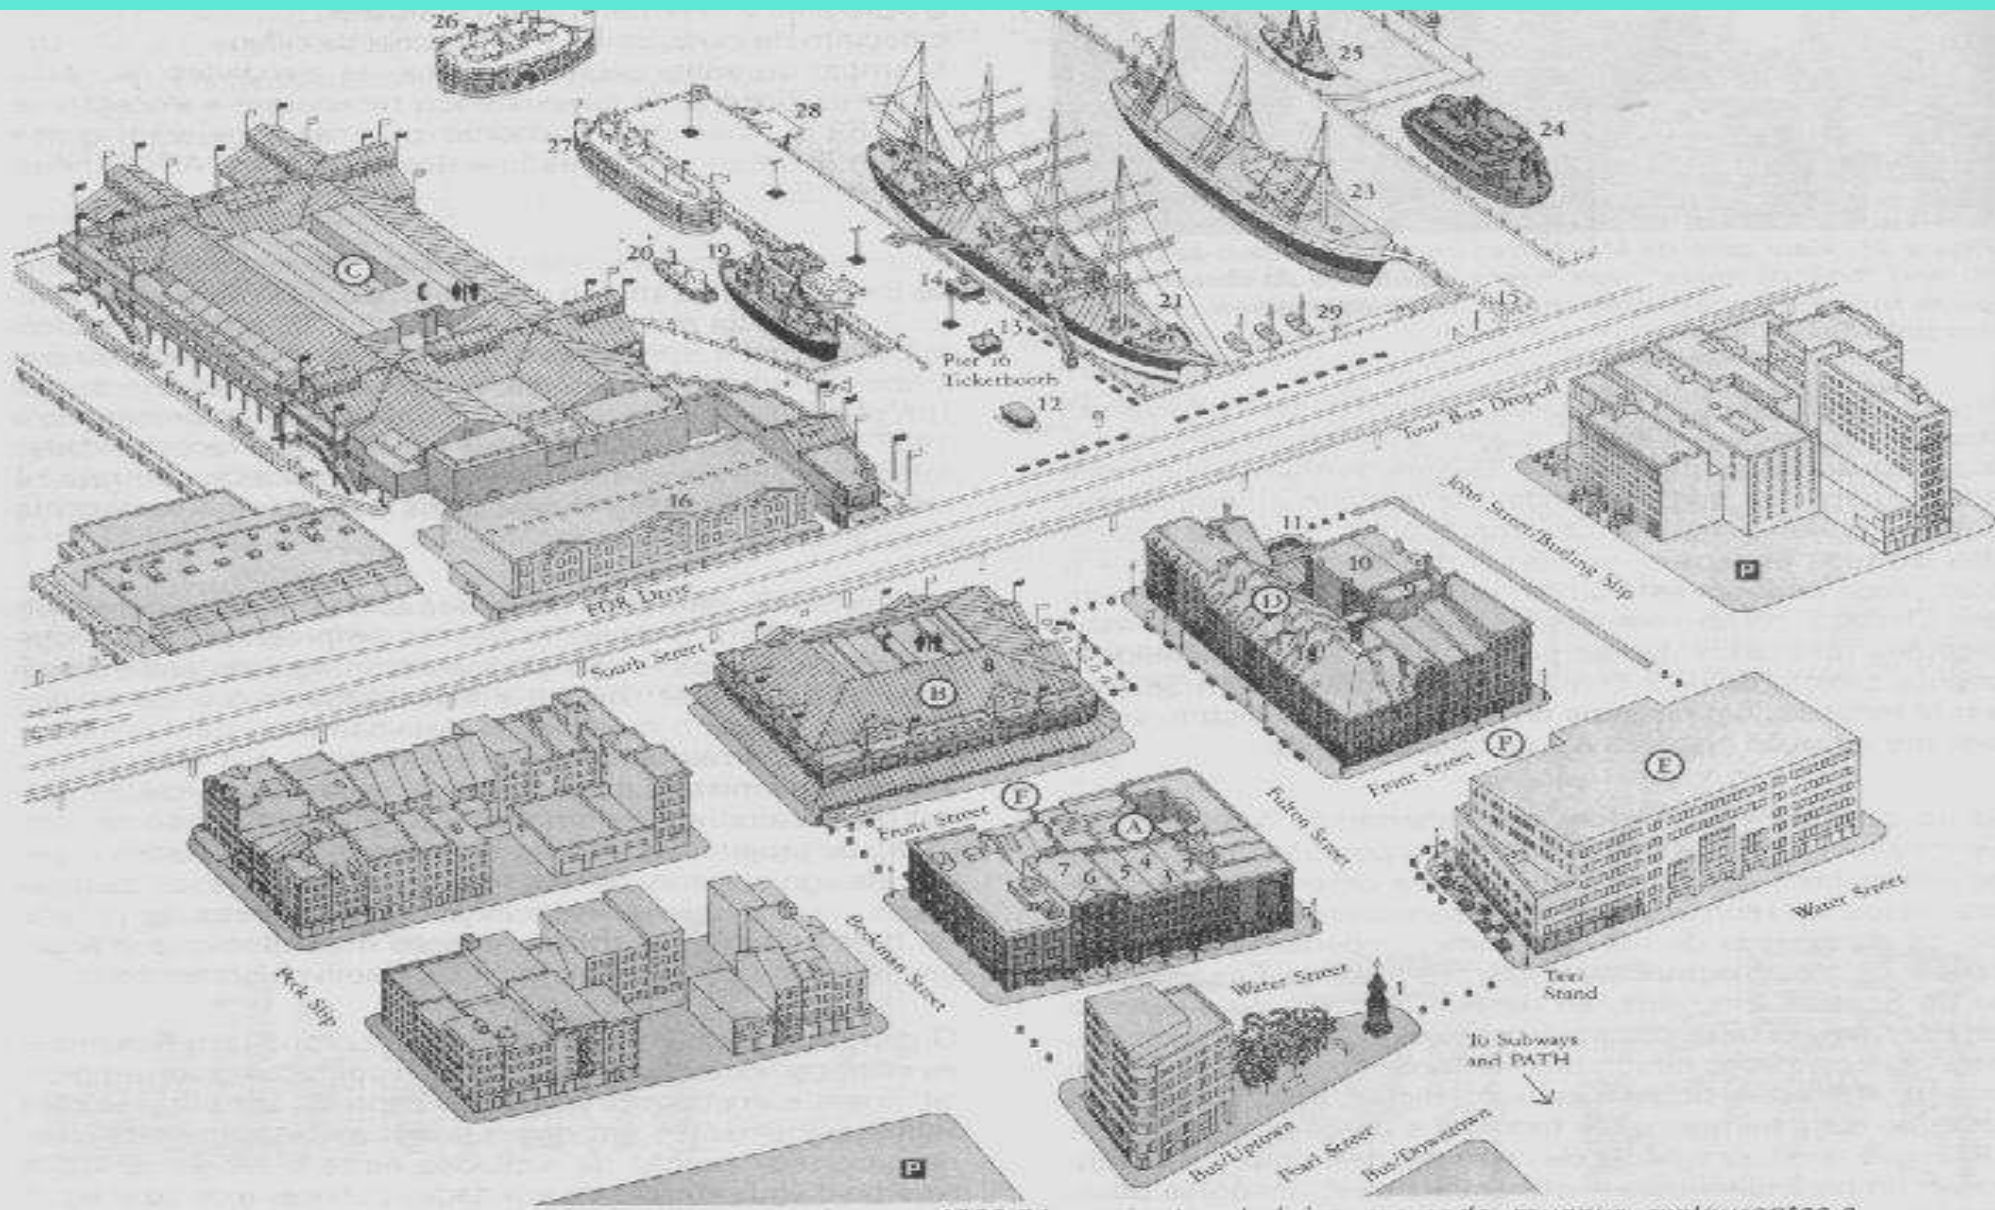 26
25
28
24
27
C
23
20
19
14
21
29
15
13
Pier 16
Ticketbooth
12
Tour Bus Dropoff
16
11
John Street/Burling Slip
10
P
FDR Drive
D
9
South Street
8
B
F
E
Front Street
F
Front Street
Fulton Street
A
7
6
5
4
3
2
Water Street
Beekman Street
Peck Slip
Water Street
1
Taxi
Stand
To Subways
and PATH
Bus/Uptown
Pearl Street
Bus/Downtown
P